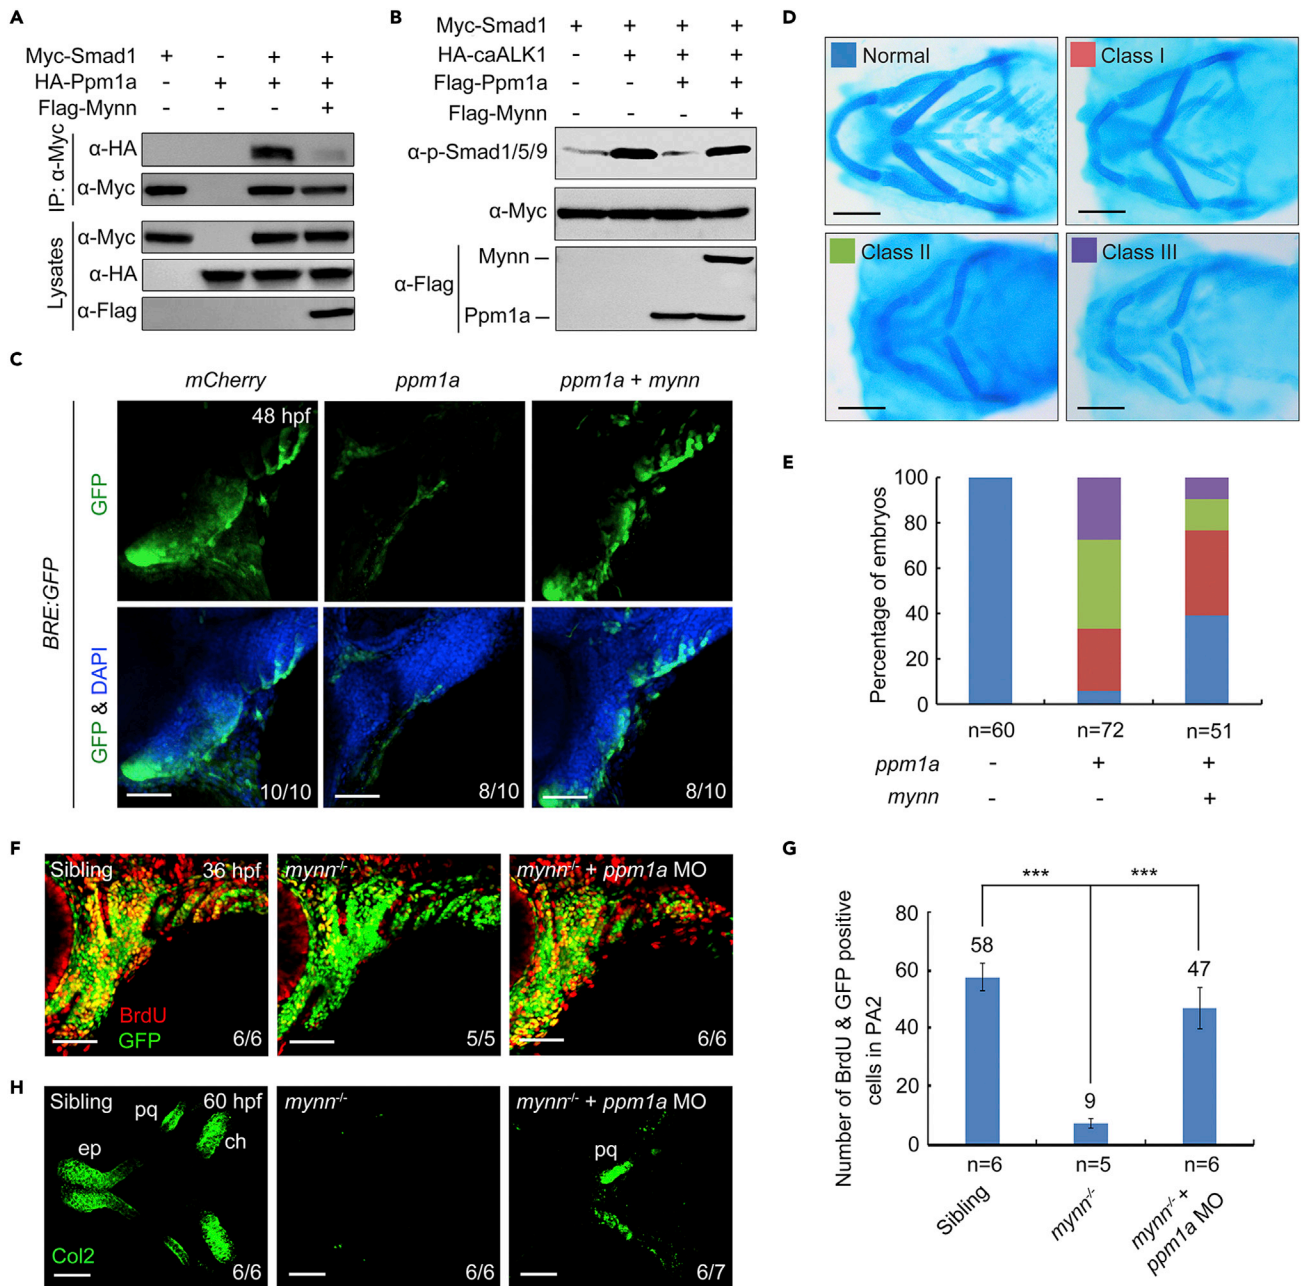 A
Myc-Smad1 + - + +
HA-Ppm1a - + + +
Flag-Mynn - - - +
IP: α-Myc
α-HA
α-Myc
Lysates
α-Myc
α-HA
α-Flag
B
Myc-Smad1 + + + +
HA-caALK1 - + + +
Flag-Ppm1a - - + +
Flag-Mynn - - - +
α-p-Smad1/5/9
α-Myc
α-Flag
Mynn –
Ppm1a –
C
mCherry ppm1a ppm1a + mynn
BRE:GFP
GFP
48 hpf
GFP & DAPI
10/10 8/10 8/10
D
Normal Class I
Class II Class III
E
Percentage of embryos
100
80
60
40
20
0
n=60 n=72 n=51
ppm1a - + +
mynn - - +
F
Sibling 36 hpf mynn-/- mynn-/- + ppm1a MO
BrdU
GFP 6/6 5/5 6/6
G
Number of BrdU & GFP positive
cells in PA2
80
60
40
20
0
*** ***
58
9
47
n=6 n=5 n=6
Sibling
mynn-/-
mynn-/- +
ppm1a MO
H
Sibling 60 hpf mynn-/- mynn-/- + ppm1a MO
pq
ch
ep
pq
Col2
6/6 6/6 6/7